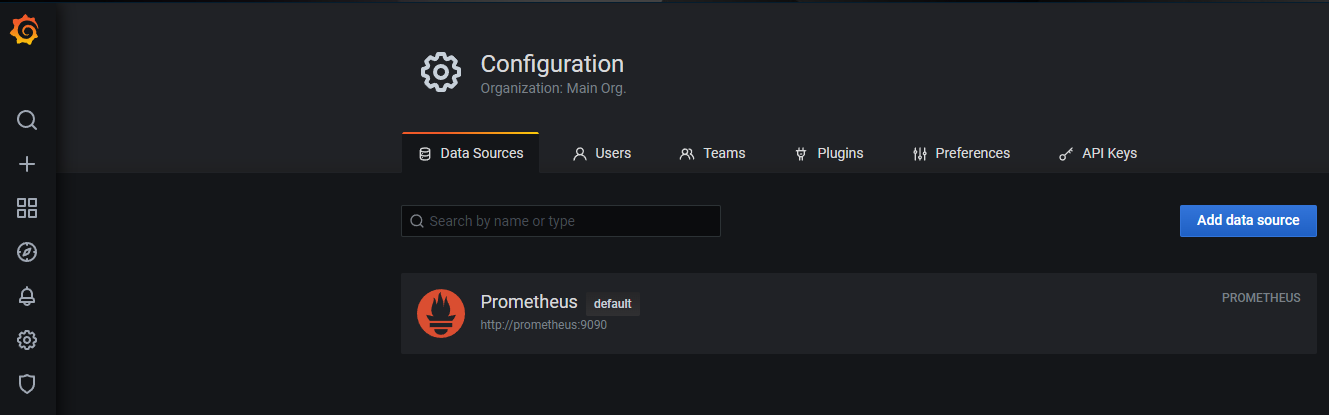 Configuration
Organization: Main Org.
Data Sources Users Teams Plugins Preferences API Keys
Search by name or type Add data source
Prometheus default PROMETHEUS
http://prometheus:9090